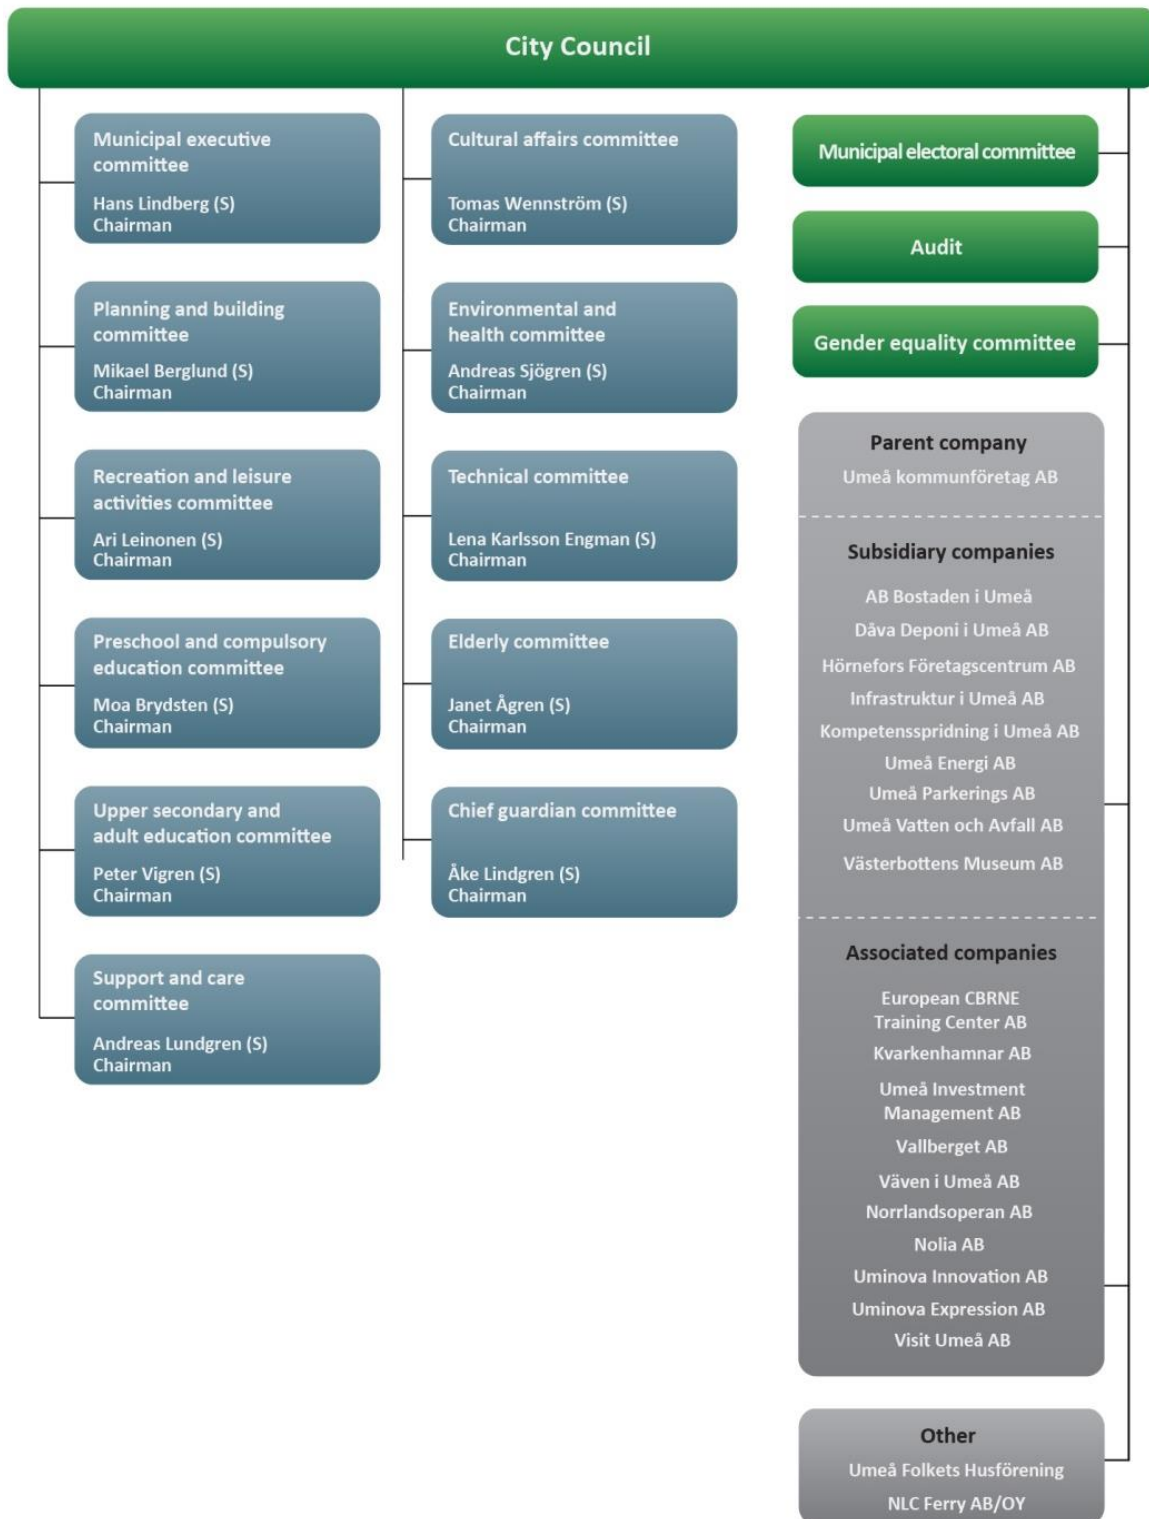 City Council
Municipal executive
committee
Hans Lindberg (S)
Chairman
Planning and building
committee
Mikael Berglund (S)
Chairman
Recreation and leisure
activities committee
Ari Leinonen (S)
Chairman
Preschool and compulsory
education committee
Moa Brydsten (S)
Chairman
Upper secondary and
adult education committee
Peter Vigren (S)
Chairman
Support and care
committee
Andreas Lundgren (S)
Chairman
Cultural affairs committee
Tomas Wennström (S)
Chairman
Environmental and
health committee
Andreas Sjögren (S)
Chairman
Technical committee
Lena Karlsson Engman (S)
Chairman
Elderly committee
Janet Ågren (S)
Chairman
Chief guardian committee
Åke Lindgren (S)
Chairman
Municipal electoral committee
Audit
Gender equality committee
Parent company
Umeå kommunföretag AB
Subsidiary companies
AB Bostaden i Umeå
Dåva Deponi i Umeå AB
Hörnefors Företagscentrum AB
Infrastruktur i Umeå AB
Kompetensspridning i Umeå AB
Umeå Energi AB
Umeå Parkerings AB
Umeå Vatten och Avfall AB
Västerbottens Museum AB
Associated companies
European CBRNE
Training Center AB
Kvarkenhamnar AB
Umeå Investment
Management AB
Vallberget AB
Väven i Umeå AB
Norrlandsoperan AB
Nolia AB
Uminova Innovation AB
Uminova Expression AB
Visit Umeå AB
Other
Umeå Folkets Husförening
NLC Ferry AB/OY